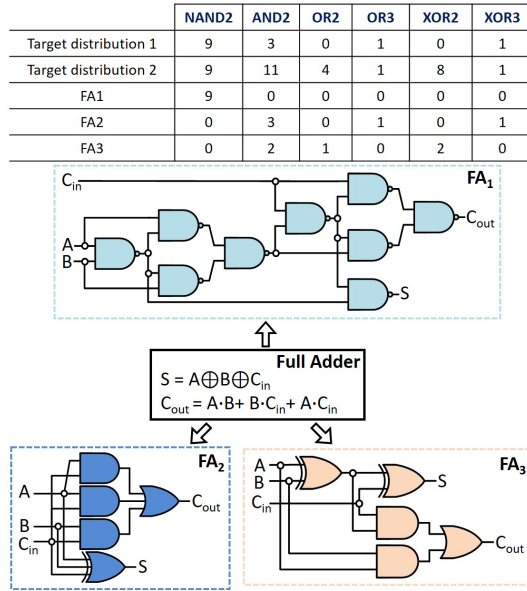 NAND2 AND2 OR2 OR3 XOR2 XOR3
Target distribution 1 9 3 0 1 0 1
Target distribution 2 9 11 4 1 8 1
FA1 9 0 0 0 0 0
FA2 0 3 0 1 0 1
FA3 0 2 1 0 2 0
FA1
Cin
A
B
Cout
S
Full Adder
S = A⊕B⊕Cin
Cout = A·B+ B·Cin+ A·Cin
FA2
A
B
Cin
Cout
S
FA3
A
B
Cin
S
Cout